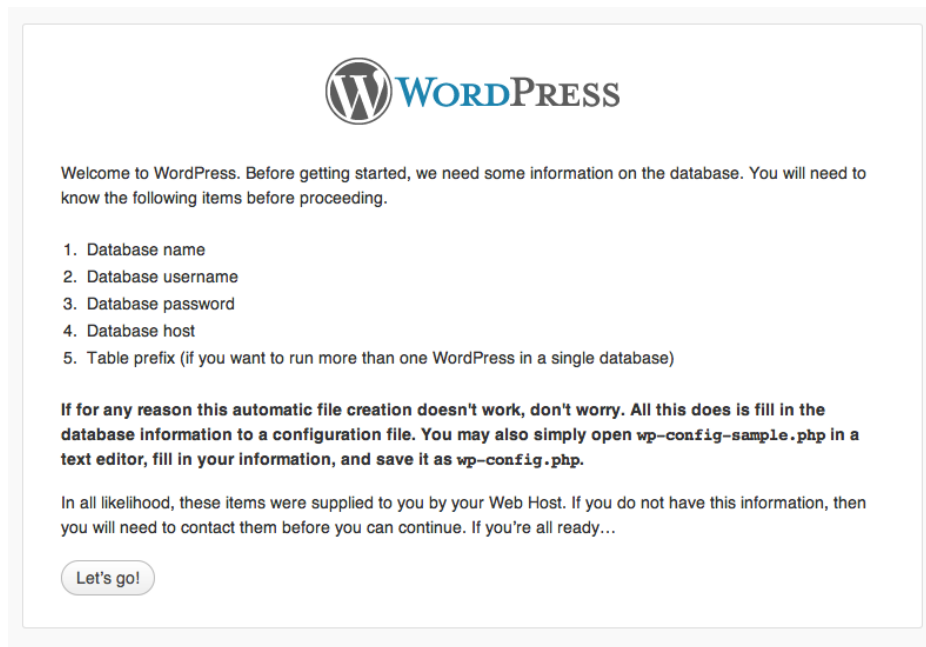 WORDPRESS
Welcome to WordPress. Before getting started, we need some information on the database. You will need to
know the following items before proceeding.
1. Database name
2. Database username
3. Database password
4. Database host
5. Table prefix (if you want to run more than one WordPress in a single database)
If for any reason this automatic file creation doesn't work, don't worry. All this does is fill in the
database information to a configuration file. You may also simply open wp-config-sample.php in a
text editor, fill in your information, and save it as wp-config.php.
In all likelihood, these items were supplied to you by your Web Host. If you do not have this information, then
you will need to contact them before you can continue. If you’re all ready…
Let’s go!